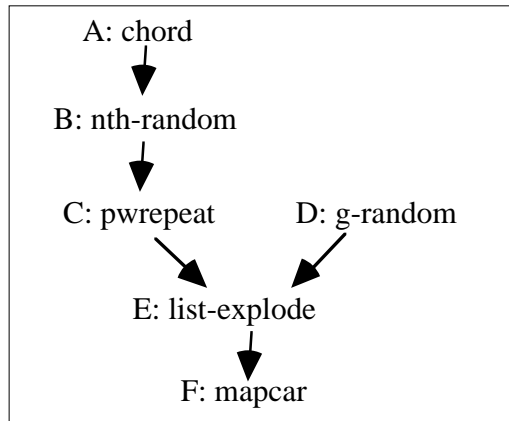 A: chord
B: nth-random
C: pwrepeat D: g-random
E: list-explode
F: mapcar